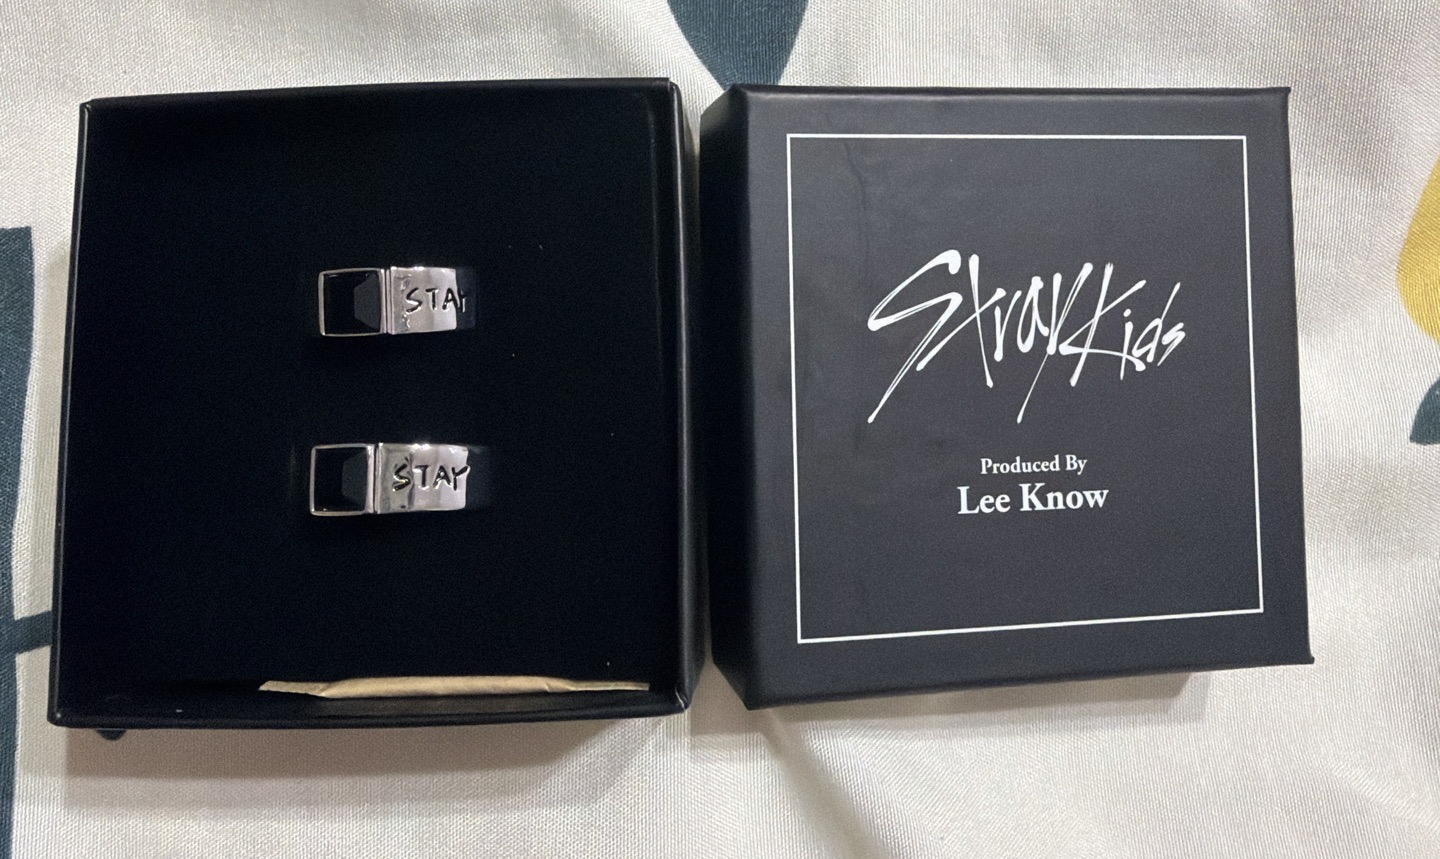 STAY
STAY
Stray Kids
Produced By
Lee Know